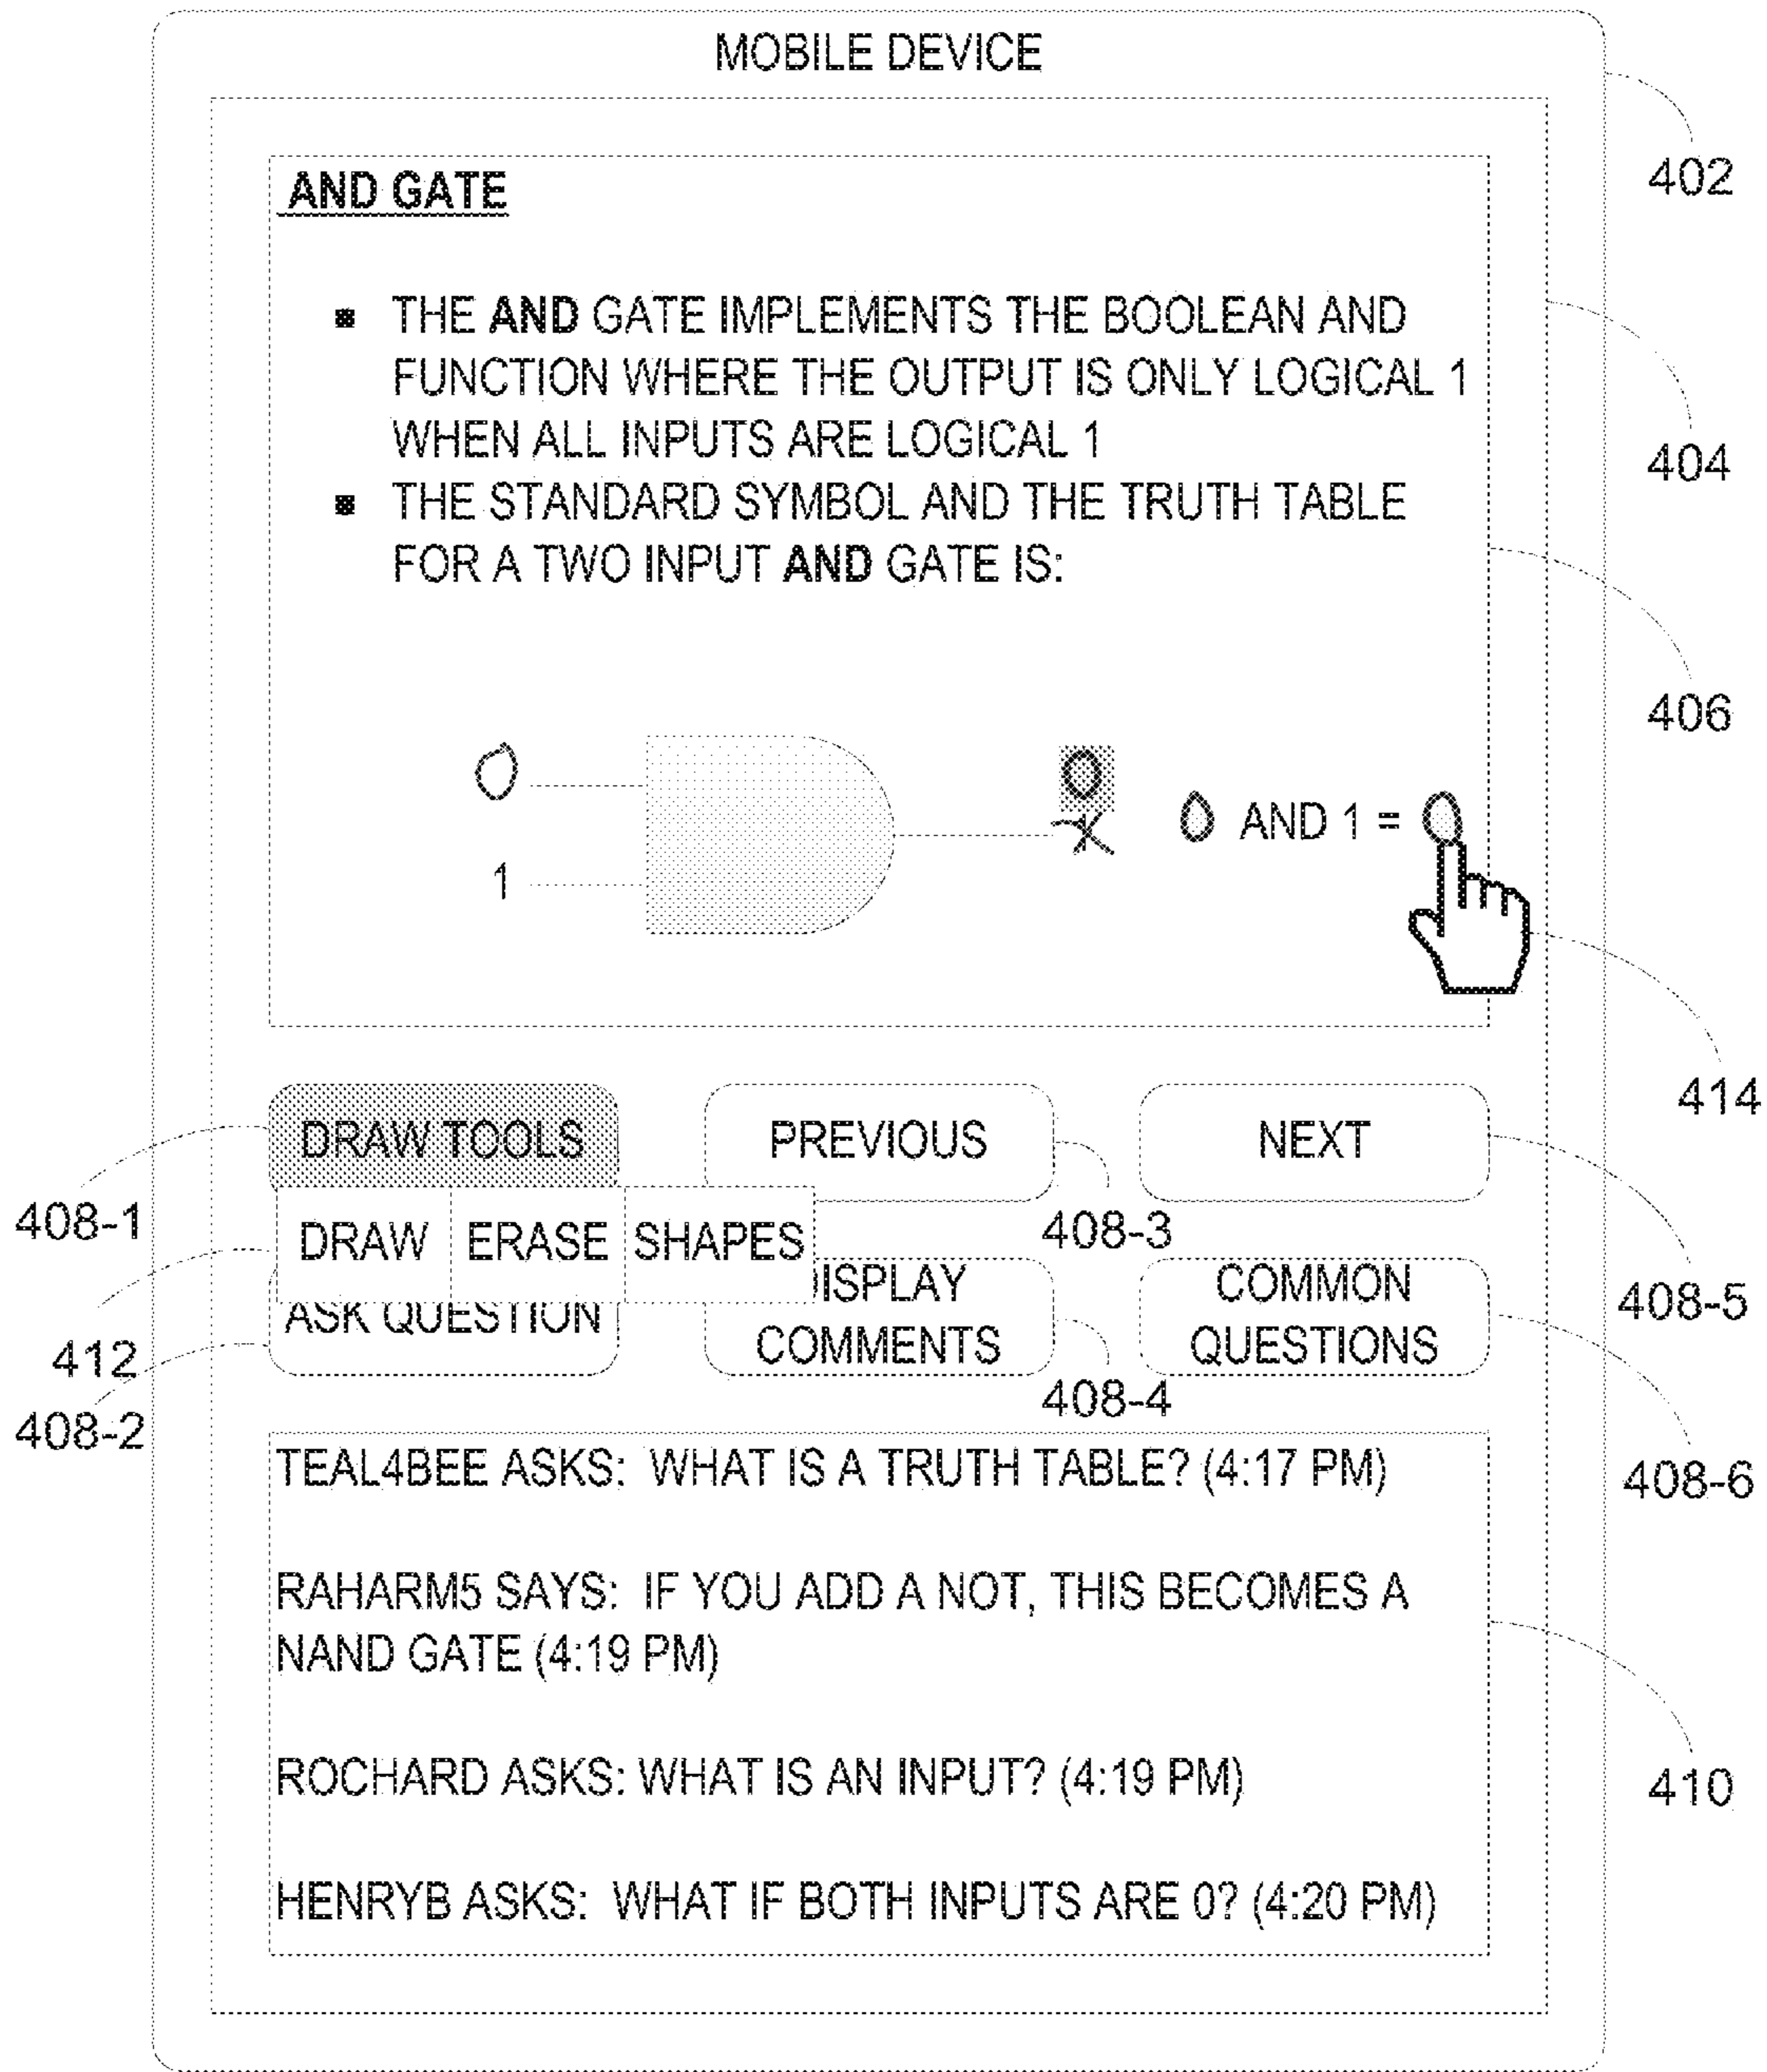 MOBILE DEVICE
402
AND GATE
▪ THE AND GATE IMPLEMENTS THE BOOLEAN AND
FUNCTION WHERE THE OUTPUT IS ONLY LOGICAL 1
WHEN ALL INPUTS ARE LOGICAL 1
404
▪ THE STANDARD SYMBOL AND THE TRUTH TABLE
FOR A TWO INPUT AND GATE IS:
406
0
0
0 AND 1 = 0
1
414
DRAW TOOLS
PREVIOUS
NEXT
408-1
408-3
DRAW ERASE SHAPES
408-5
412
ASK QUESTION
ISPLAY
COMMENTS
COMMON
QUESTIONS
408-2
408-4
408-6
TEAL4BEE ASKS: WHAT IS A TRUTH TABLE? (4:17 PM)
RAHARM5 SAYS: IF YOU ADD A NOT, THIS BECOMES A
NAND GATE (4:19 PM)
ROCHARD ASKS: WHAT IS AN INPUT? (4:19 PM)
410
HENRYB ASKS: WHAT IF BOTH INPUTS ARE 0? (4:20 PM)